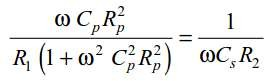 ω C_p R_p^2 / R_1 (1 + ω^2 C_p^2 R_p^2) = 1 / ωC_s R_2